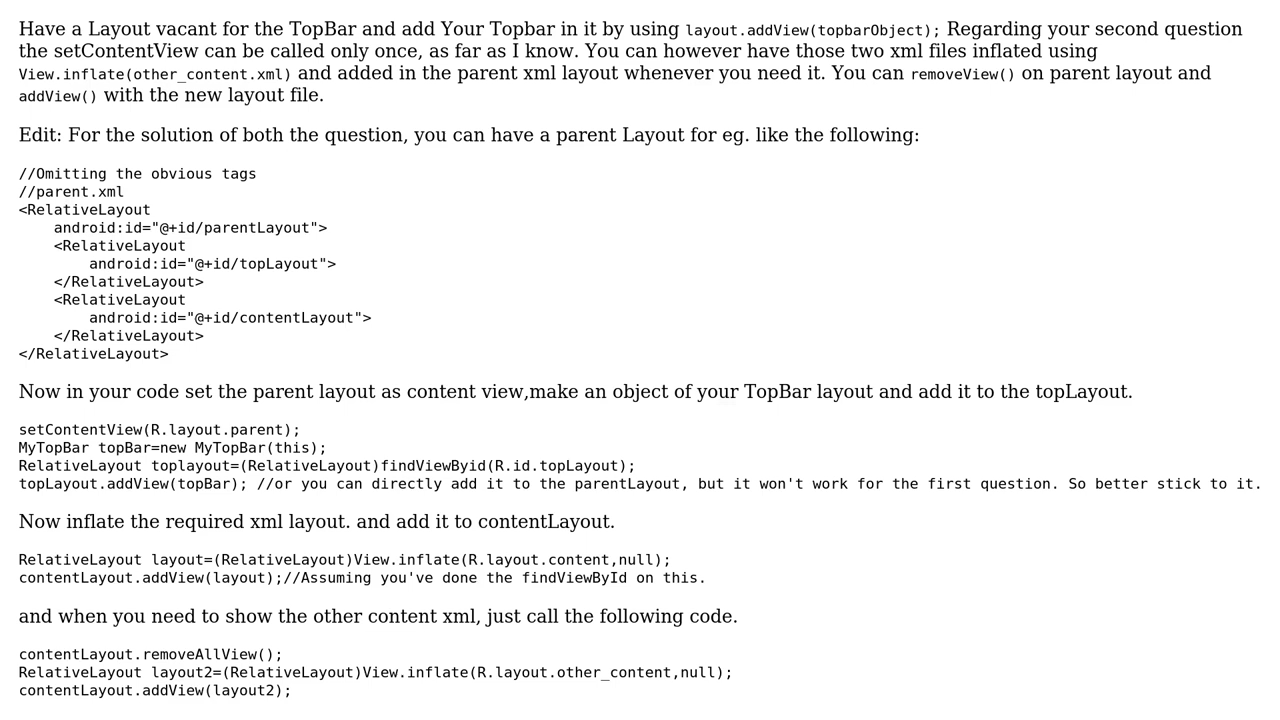 Have a Layout vacant for the TopBar and add Your Topbar in it by using layout.addView(topbarObject); Regarding your second question
the setContentView can be called only once, as far as I know. You can however have those two xml files inflated using
View.inflate(other_content.xml) and added in the parent xml layout whenever you need it. You can removeView() on parent layout and
addView() with the new layout file.
Edit: For the solution of both the question, you can have a parent Layout for eg. like the following:
//Omitting the obvious tags
//parent.xml
<RelativeLayout
    android:id="@+id/parentLayout">
    <RelativeLayout
        android:id="@+id/topLayout">
    </RelativeLayout>
    <RelativeLayout
        android:id="@+id/contentLayout">
    </RelativeLayout>
</RelativeLayout>
Now in your code set the parent layout as content view,make an object of your TopBar layout and add it to the topLayout.
setContentView(R.layout.parent);
MyTopBar topBar=new MyTopBar(this);
RelativeLayout toplayout=(RelativeLayout)findViewByid(R.id.topLayout);
topLayout.addView(topBar); //or you can directly add it to the parentLayout, but it won't work for the first question. So better stick to it.
Now inflate the required xml layout. and add it to contentLayout.
RelativeLayout layout=(RelativeLayout)View.inflate(R.layout.content,null);
contentLayout.addView(layout);//Assuming you've done the findViewById on this.
and when you need to show the other content xml, just call the following code.
contentLayout.removeAllView();
RelativeLayout layout2=(RelativeLayout)View.inflate(R.layout.other_content,null);
contentLayout.addView(layout2);